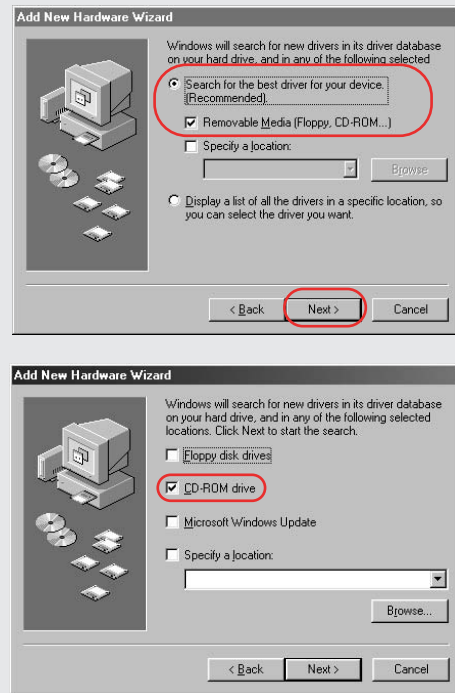 Add New Hardware Wizard
Windows will search for new drivers in its driver database
on your hard drive, and in any of the following selected
Search for the best driver for your device.
(Recommended).
Removable Media (Floppy, CD-ROM...)
Specify a location:
Browse
Display a list of all the drivers in a specific location, so
you can select the driver you want.
< Back
Next >
Cancel
Add New Hardware Wizard
Windows will search for new drivers in its driver database
on your hard drive, and in any of the following selected
locations. Click Next to start the search.
Floppy disk drives
CD-ROM drive
Microsoft Windows Update
Specify a location:
Browse...
< Back
Next >
Cancel